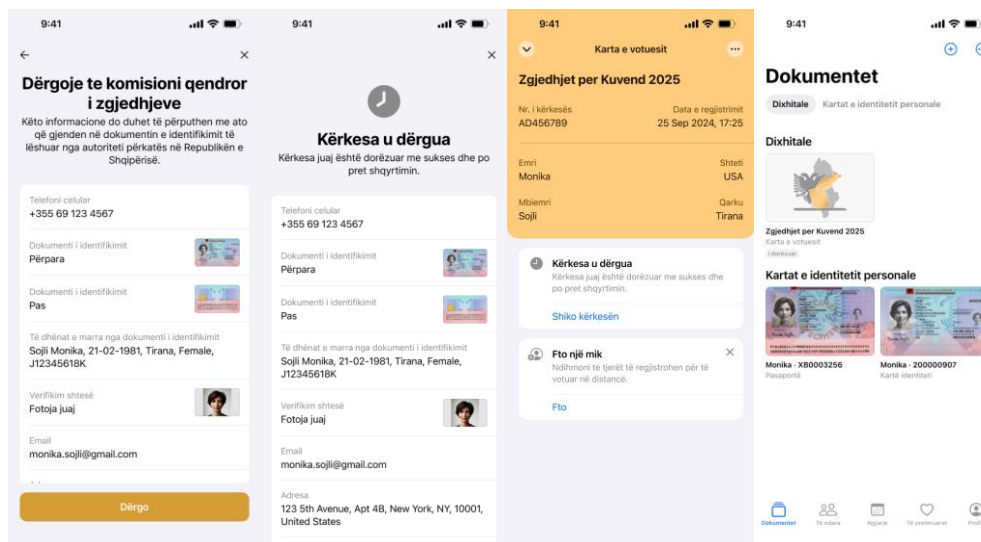 9:41
Dërgoje te komisioni qendror
i zgjedhjeve
Këto informacione do duhet të përputhen me ato
që gjenden në dokumentin e identifikimit të
lëshuar nga autoriteti përkatës në Republikën e
Shqipërisë.
Telefoni celular
+355 69 123 4567
Dokumenti i identifikimit
Përpara
Dokumenti i identifikimit
Pas
Të dhënat e marra nga dokumenti i identifikimit
Sojli Monika, 21-02-1981, Tirana, Female,
J12345618K
Verifikim shtesë
Fotoja juaj
Email
monika.sojli@gmail.com
Dërgo
9:41
Kërkesa u dërgua
Kërkesa juaj është dorëzuar me sukses dhe po
pret shqyrtimin.
Telefoni celular
+355 69 123 4567
Dokumenti i identifikimit
Përpara
Dokumenti i identifikimit
Pas
Të dhënat e marra nga dokumenti i identifikimit
Sojli Monika, 21-02-1981, Tirana, Female,
J12345618K
Verifikim shtesë
Fotoja juaj
Email
monika.sojli@gmail.com
Adresa
123 5th Avenue, Apt 4B, New York, NY, 10001,
United States
9:41
Karta e votuesit
Zgjedhjet per Kuvend 2025
Nr. i kërkesës Data e regjistrimit
AD456789 25 Sep 2024, 17:25
Emri Shteti
Monika USA
Mbiemri Qarku
Sojli Tirana
Kërkesa u dërgua
Kërkesa juaj është dorëzuar me sukses dhe
po pret shqyrtimin.
Shiko kërkesën
Fto një mik
Ndihmoni të tjerët të regjistrohen për të
votuar në distancë.
Fto
9:41
Dokumentet
Dixhitale Kartat e identitetit personale
Dixhitale
Zgjedhjet per Kuvend 2025
Karta e votuesit
I dorëzuar
Kartat e identitetit personale
Monika · XB0003256 Monika · 200000907
Pasaportë Kartë identiteti
Dokumentet Të ndara Ngjarje Të preferuarat Profili